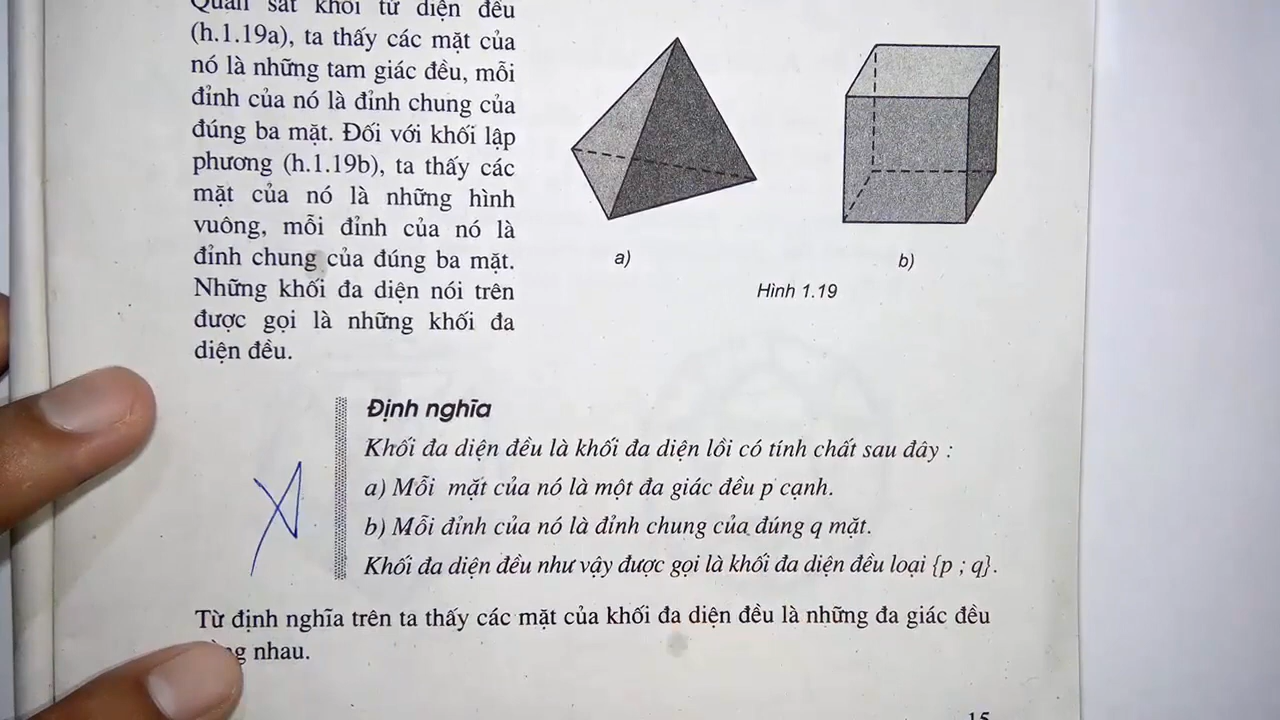 Quan sát khối tứ diện đều
(h.1.19a), ta thấy các mặt của
nó là những tam giác đều, mỗi
đỉnh của nó là đỉnh chung của
đúng ba mặt. Đối với khối lập
phương (h.1.19b), ta thấy các
mặt của nó là những hình
vuông, mỗi đỉnh của nó là
đỉnh chung của đúng ba mặt.
Những khối đa diện nói trên
được gọi là những khối đa
diện đều.
a)
b)
Hình 1.19
Định nghĩa
Khối đa diện đều là khối đa diện lồi có tính chất sau đây :
a) Mỗi mặt của nó là một đa giác đều p cạnh.
b) Mỗi đỉnh của nó là đỉnh chung của đúng q mặt.
Khối đa diện đều như vậy được gọi là khối đa diện đều loại {p ; q}.
Từ định nghĩa trên ta thấy các mặt của khối đa diện đều là những đa giác đều
nhau.
15